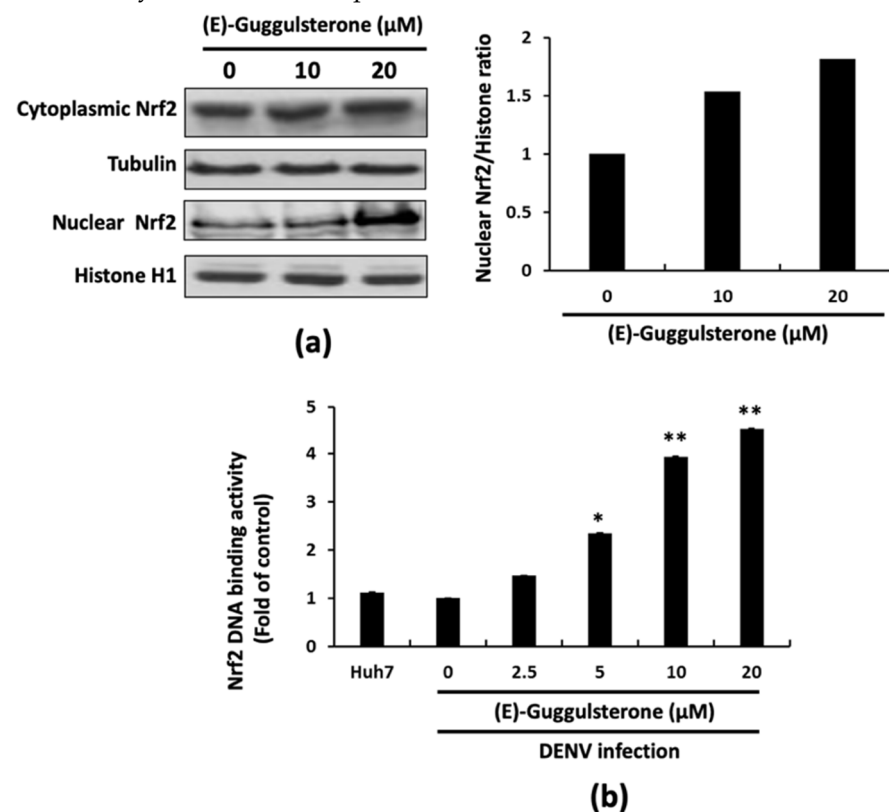 (E)-Guggulsterone (µM)
0 10 20
Cytoplasmic Nrf2
Tubulin
Nuclear Nrf2
Histone H1
(a)
Nuclear Nrf2/Histone ratio
2
1.5
1
0.5
0
0 10 20
(E)-Guggulsterone (µM)
Nrf2 DNA binding activity
(Fold of control)
5
4
3
2
1
0
*
**
**
Huh7 0 2.5 5 10 20
(E)-Guggulsterone (µM)
DENV infection
(b)